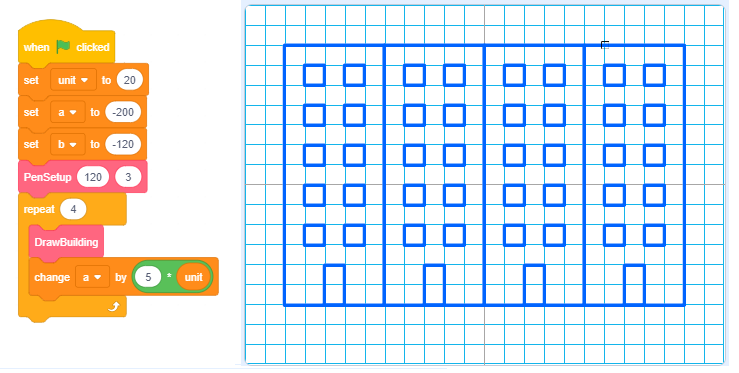 when clicked
set unit to 20
set a to -200
set b to -120
PenSetup 120 3
repeat 4
DrawBuilding
change a by 5 * unit